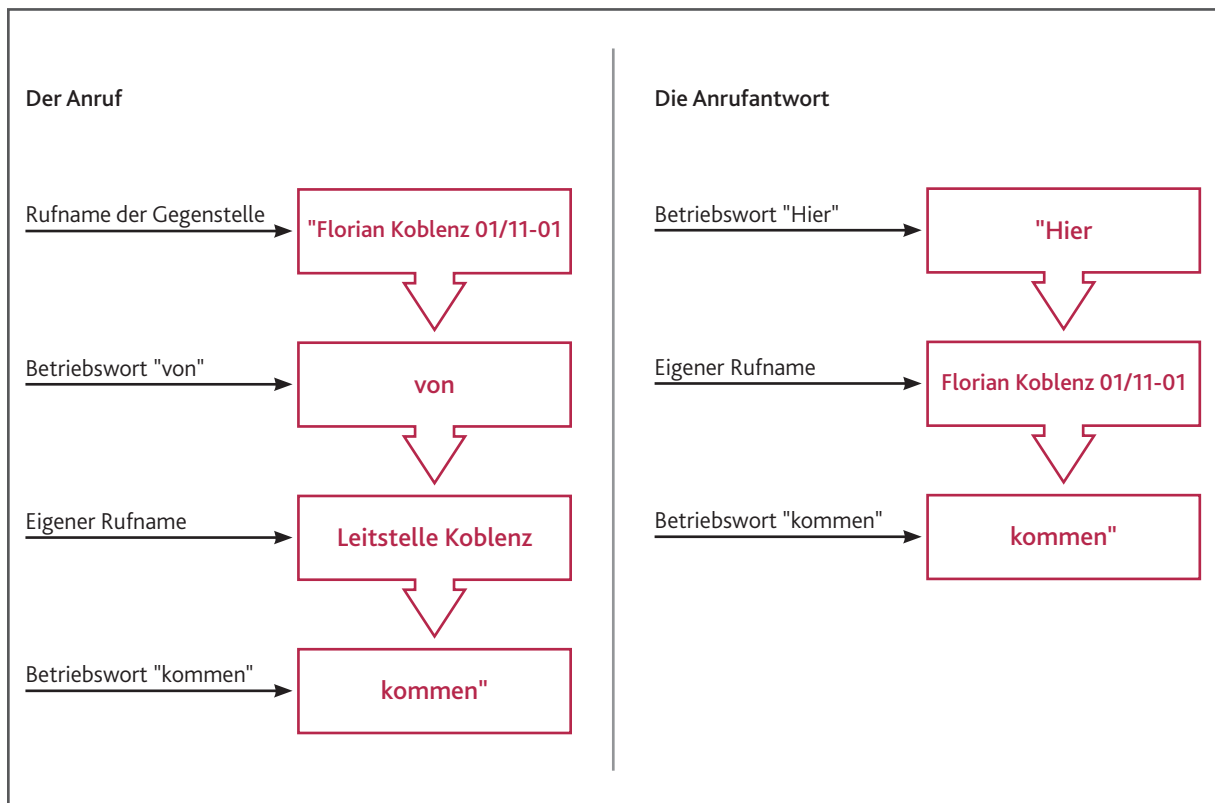 Der Anruf
Rufname der Gegenstelle
"Florian Koblenz 01/11-01
Betriebswort "von"
von
Eigener Rufname
Leitstelle Koblenz
Betriebswort "kommen"
kommen"
Die Anrufantwort
Betriebswort "Hier"
"Hier
Eigener Rufname
Florian Koblenz 01/11-01
Betriebswort "kommen"
kommen"